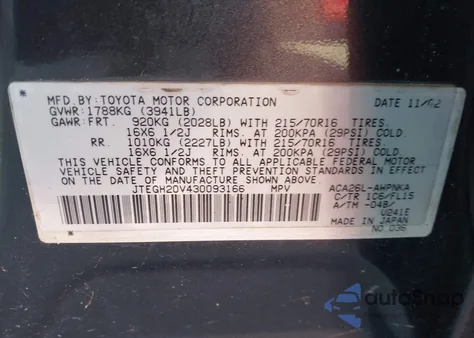 MFD. BY: TOYOTA MOTOR CORPORATION DATE 11/02
GVWR: 1788KG (3941LB)
GAWR: FRT. 920KG (2028LB) WITH 215/70R16 TIRES.
16X6 1/2J RIMS. AT 200KPA (29PSI) COLD.
RR. 1010KG (2227LB) WITH 215/70R16 TIRES.
16X6 1/2J RIMS. AT 200KPA (29PSI) COLD.
THIS VEHICLE CONFORMS TO ALL APPLICABLE FEDERAL MOTOR
VEHICLE SAFETY AND THEFT PREVENTION STANDARDS IN EFFECT ON THE DATE
OF MANUFACTURE SHOWN ABOVE.
JTEGH20V430093166 MPV ACA26L-AWPNKA
C/TR 1C6/FL15
A/TM -04B/
U241E
MADE IN JAPAN
NO. 036
autoSnap